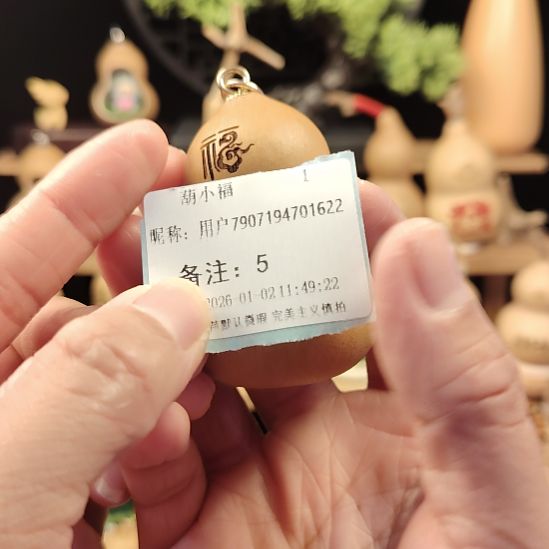 福
葫小福 1
昵称：用户7907194701622
备注：5
2026-01-02 11:49:22
默认微瑕 完美主义慎拍